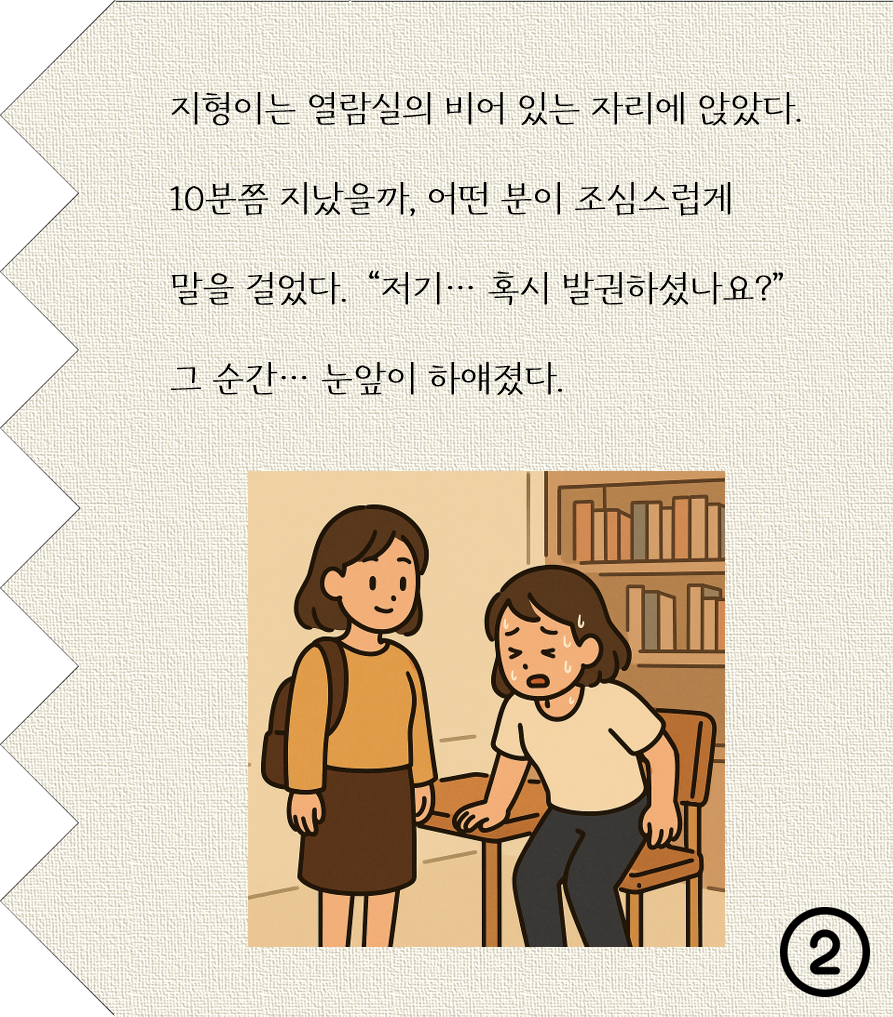 지형이는 열람실의 비어 있는 자리에 앉았다.
10분쯤 지났을까, 어떤 분이 조심스럽게
말을 걸었다. “저기… 혹시 발권하셨나요?”
그 순간… 눈앞이 하얘졌다.
2